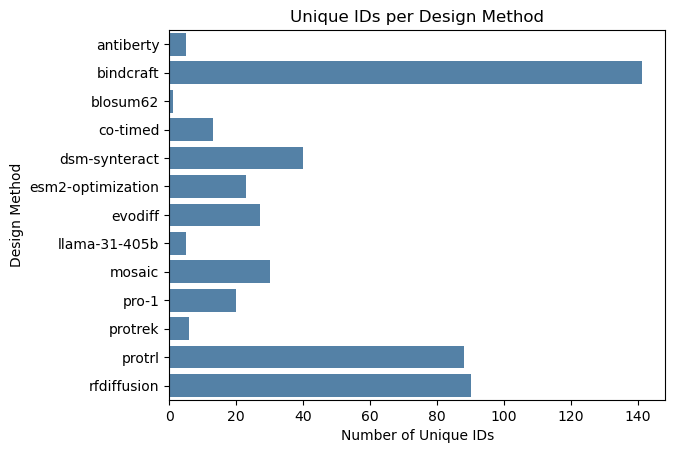 Unique IDs per Design Method
Design Method
antiberty
bindcraft
blosum62
co-timed
dsm-synteract
esm2-optimization
evodiff
llama-31-405b
mosaic
pro-1
protrek
protrl
rfdiffusion
0 20 40 60 80 100 120 140
Number of Unique IDs